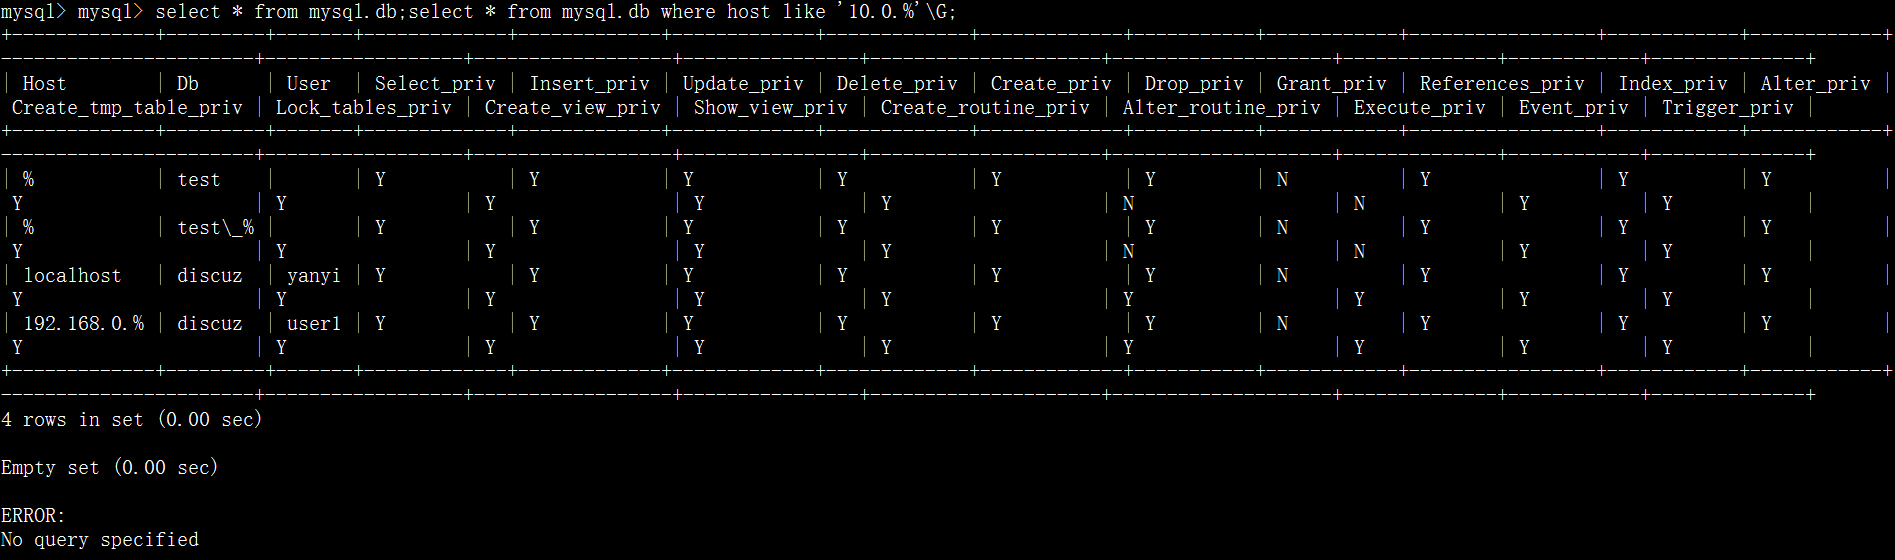 mysql> mysql> select * from mysql.db;select * from mysql.db where host like '10.0.%'\G;
+-------------+---------+-------+-------------+-------------+-------------+-------------+-------------+-----------+------------+-----------------+------------+------------+
-----------------------+------------------+------------------+----------------+---------------------+--------------------+--------------+------------+--------------+
| Host        | Db      | User  | Select_priv | Insert_priv | Update_priv | Delete_priv | Create_priv | Drop_priv | Grant_priv | References_priv | Index_priv | Alter_priv |
Create_tmp_table_priv | Lock_tables_priv | Create_view_priv | Show_view_priv | Create_routine_priv | Alter_routine_priv | Execute_priv | Event_priv | Trigger_priv |
+-------------+---------+-------+-------------+-------------+-------------+-------------+-------------+-----------+------------+-----------------+------------+------------+
-----------------------+------------------+------------------+----------------+---------------------+--------------------+--------------+------------+--------------+
| %           | test    |       | Y           | Y           | Y           | Y           | Y           | Y         | N          | Y               | Y          | Y          |
Y                     | Y                | Y                | Y              | Y                   | N                  | N            | Y          | Y            |
| %           | test\_% |       | Y           | Y           | Y           | Y           | Y           | Y         | N          | Y               | Y          | Y          |
Y                     | Y                | Y                | Y              | Y                   | N                  | N            | Y          | Y            |
| localhost   | discuz  | yanyi | Y           | Y           | Y           | Y           | Y           | Y         | N          | Y               | Y          | Y          |
Y                     | Y                | Y                | Y              | Y                   | Y                  | Y            | Y          | Y            |
| 192.168.0.% | discuz  | user1 | Y           | Y           | Y           | Y           | Y           | Y         | N          | Y               | Y          | Y          |
Y                     | Y                | Y                | Y              | Y                   | Y                  | Y            | Y          | Y            |
+-------------+---------+-------+-------------+-------------+-------------+-------------+-------------+-----------+------------+-----------------+------------+------------+
-----------------------+------------------+------------------+----------------+---------------------+--------------------+--------------+------------+--------------+
4 rows in set (0.00 sec)
Empty set (0.00 sec)
ERROR:
No query specified